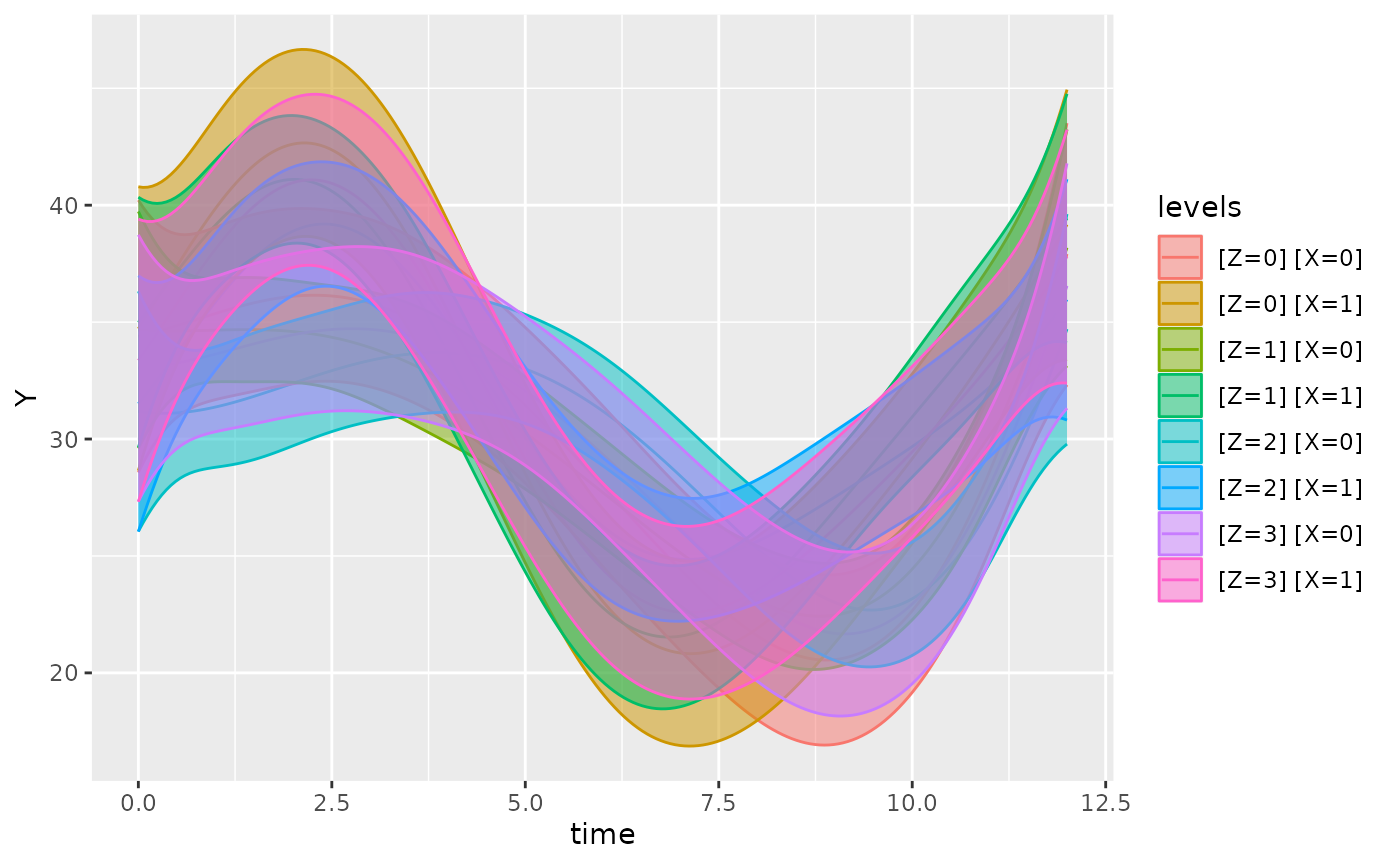 40
30
20
Y
0.0 2.5 5.0 7.5 10.0 12.5
time
levels
[Z=0] [X=0]
[Z=0] [X=1]
[Z=1] [X=0]
[Z=1] [X=1]
[Z=2] [X=0]
[Z=2] [X=1]
[Z=3] [X=0]
[Z=3] [X=1]